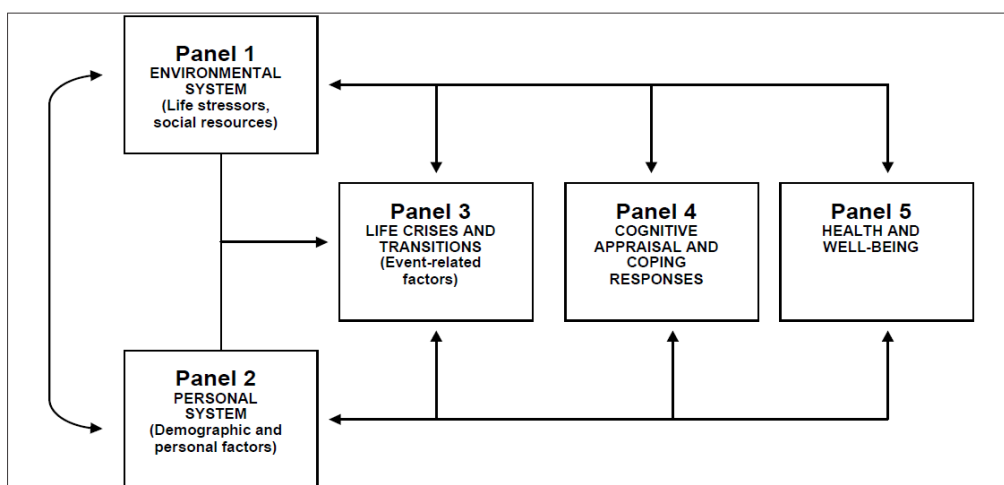 Panel 1
ENVIRONMENTAL
SYSTEM
(Life stressors,
social resources)
Panel 3
LIFE CRISES AND
TRANSITIONS
(Event-related
factors)
Panel 4
COGNITIVE
APPRAISAL AND
COPING
RESPONSES
Panel 5
HEALTH AND
WELL-BEING
Panel 2
PERSONAL
SYSTEM
(Demographic and
personal factors)